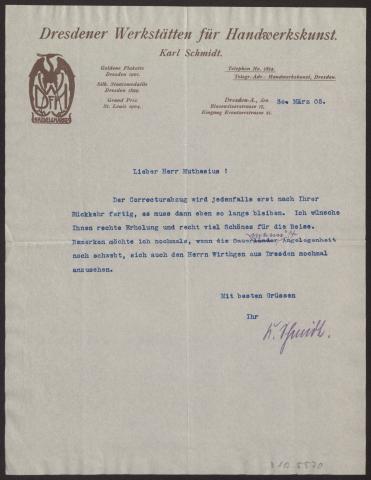 Dresdener Werkstätten für Handwerkskunst.
Karl Schmidt.
Goldene Plakette
Dresden 1901.
Silb. Staatsmedaille
Dresden 1899.
Grand Prix
St. Louis 1904.
Telephon No. 1874.
Telegr. Adr.: Handwerkskunst, Dresden.
Dresden-A., den 30. März 05.
Blasewitzerstrasse 17.
DWFH
HANDELSMARKE
Lieber Herr Muthesius !
Der Correcturabzug wird jedenfalls erst nach Ihrer
Rückkehr fertig, es muss dann eben so lange bleiben. Ich wünsche
Ihnen rechte Erholung und recht viel Schönes für die Reise.
Bemerken möchte ich nochmals, wenn die Angelegenheit
noch schwebt, sich auch den Herrn Wirthgen aus Dresden nochmal
anzusehen.
Mit besten Grüssen
Ihr
K. Schmidt.